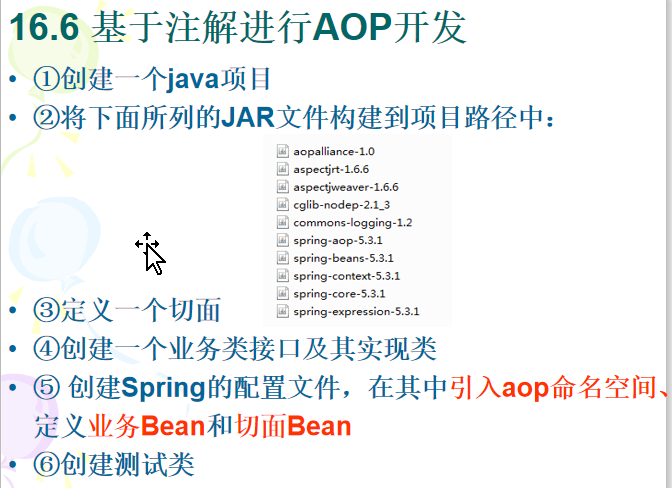 16.6 基于注解进行AOP开发
• ①创建一个java项目
• ②将下面所列的JAR文件构建到项目路径中：
aopalliance-1.0
aspectjrt-1.6.6
aspectjweaver-1.6.6
cglib-nodep-2.1_3
commons-logging-1.2
spring-aop-5.3.1
spring-beans-5.3.1
spring-context-5.3.1
spring-core-5.3.1
spring-expression-5.3.1
• ③定义一个切面
• ④创建一个业务类接口及其实现类
• ⑤ 创建Spring的配置文件，在其中引入aop命名空间、
定义业务Bean和切面Bean
• ⑥创建测试类